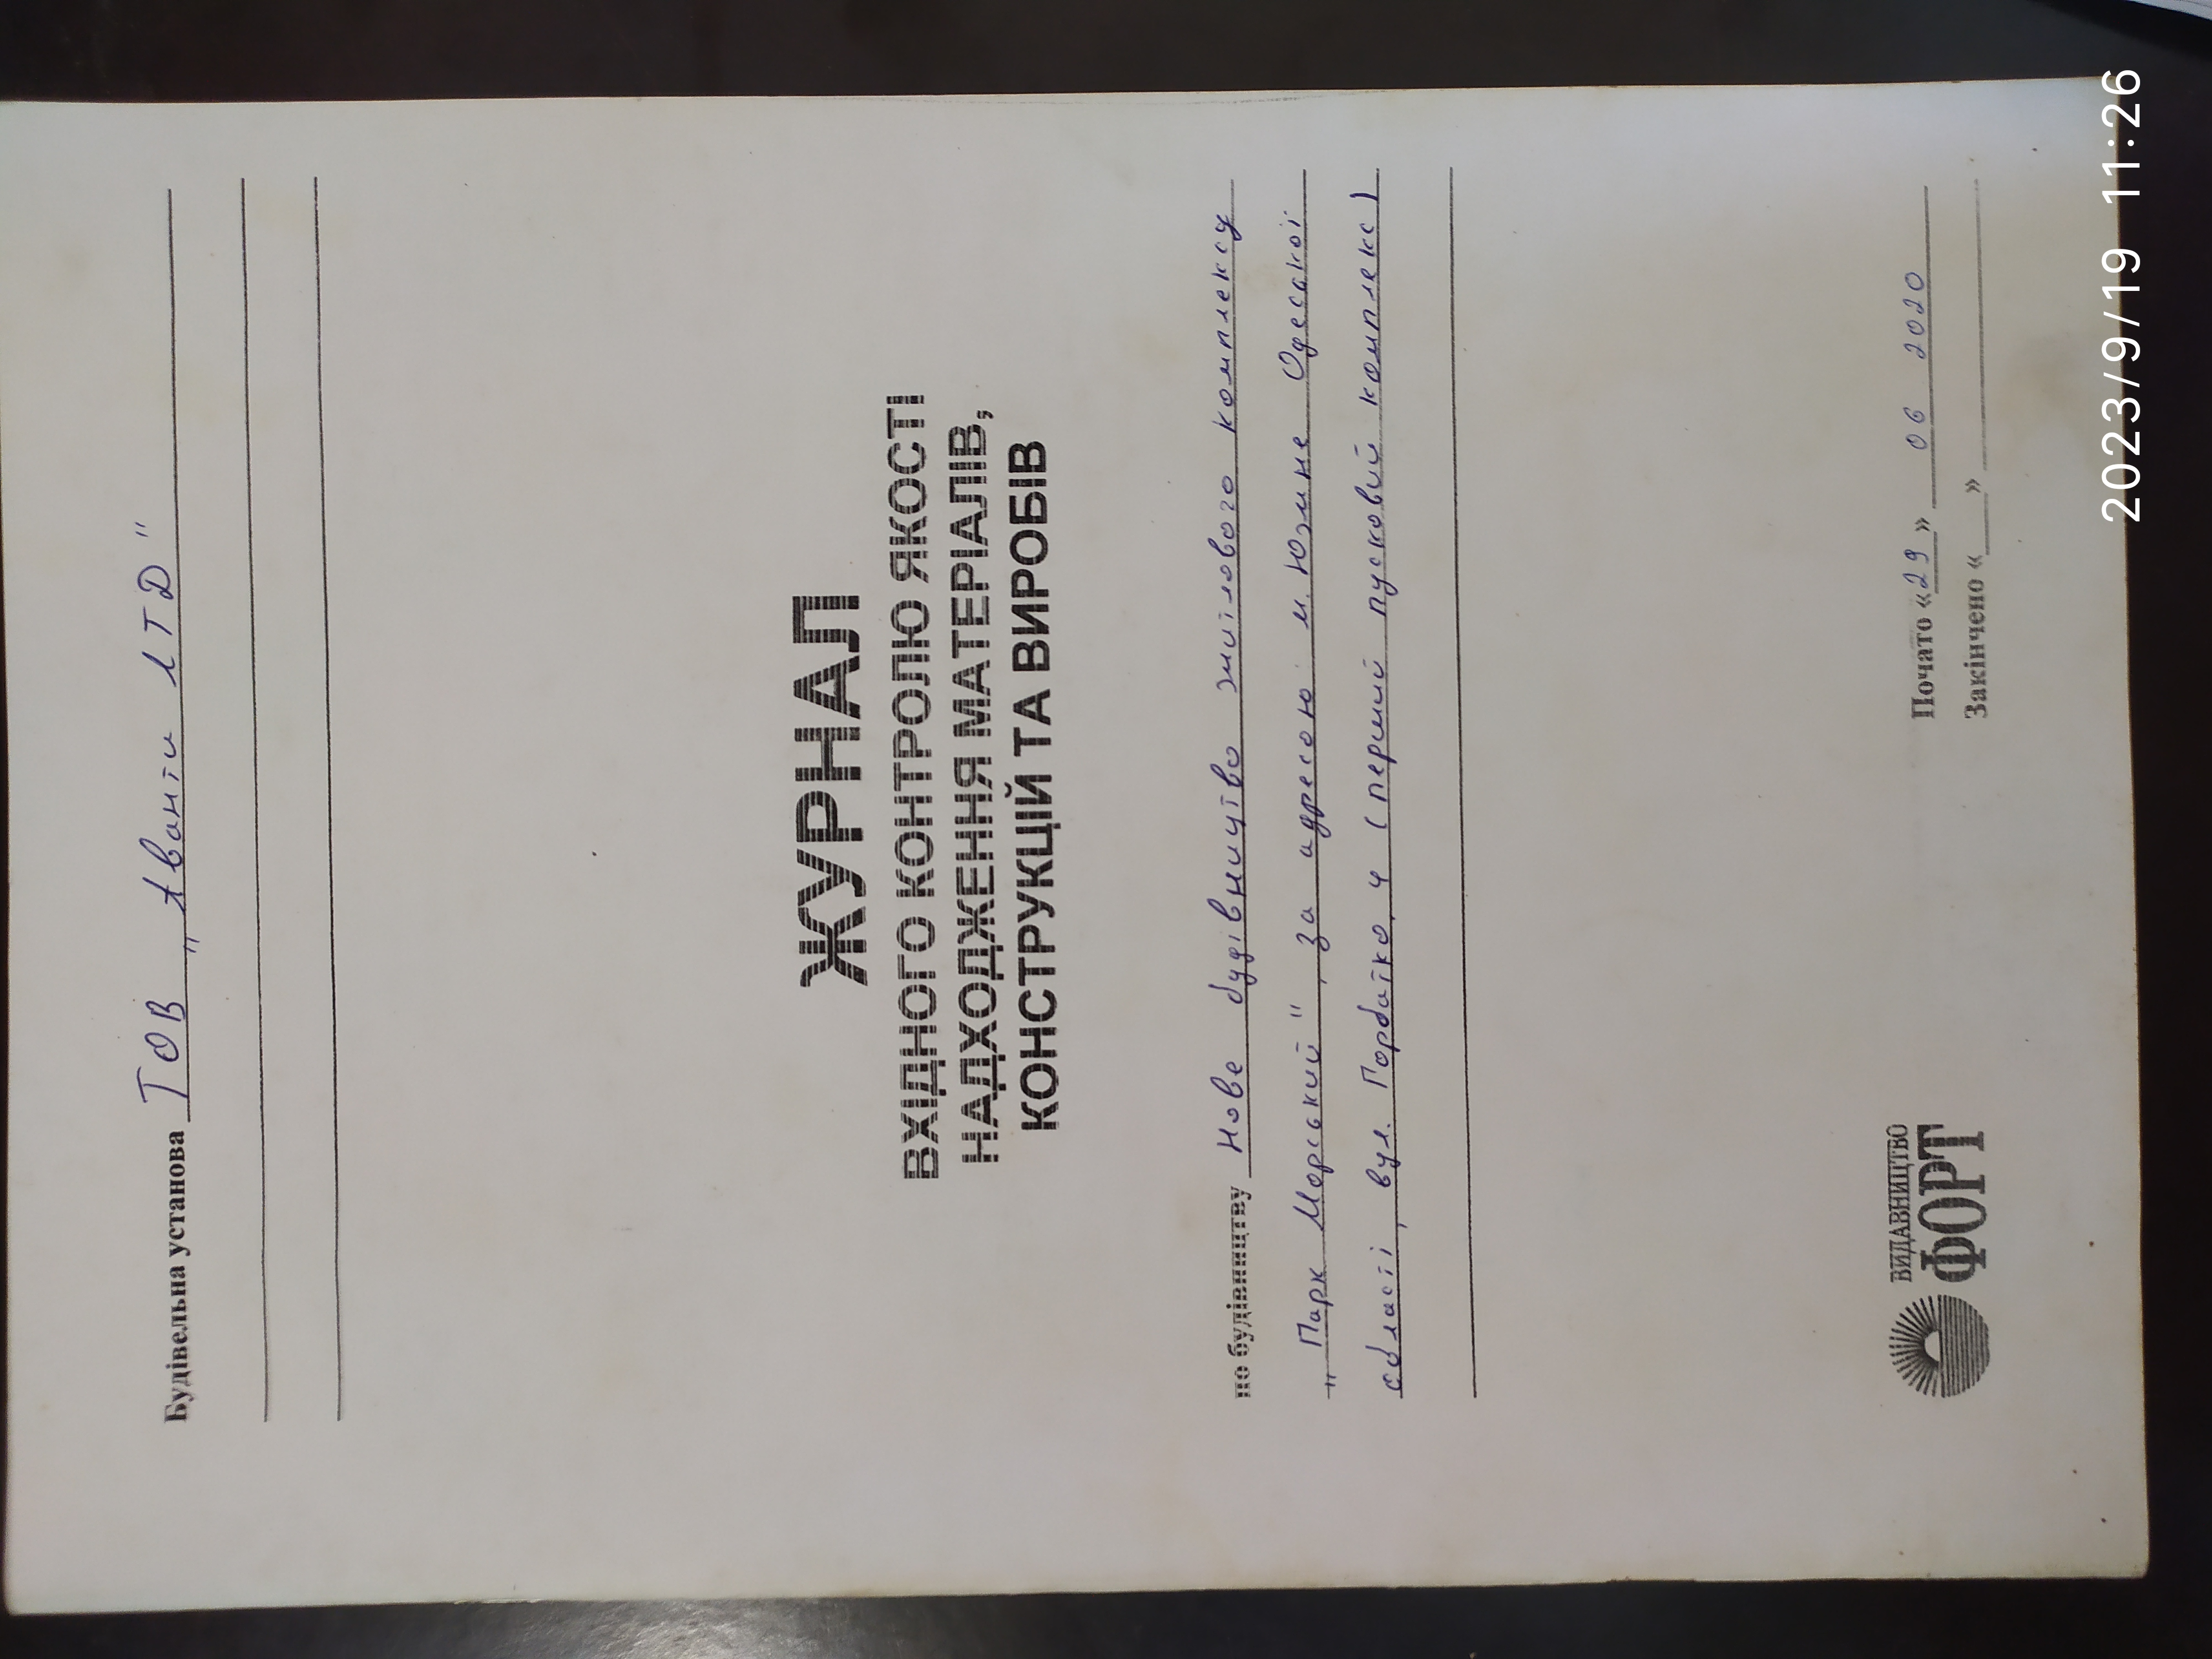 Будівельна установа ТОВ „Аванти ЛТД"
ЖУРНАЛ
ВХІДНОГО КОНТРОЛЮ ЯКОСТІ
НАДХОДЖЕННЯ МАТЕРІАЛІВ,
КОНСТРУКЦІЙ ТА ВИРОБІВ
по будівництву Нове будівництво житлового комплексу
„Парк Морський", за адресою: м. Южне Одеської
області, вул. Горбатко, 4 (перший пусковий комплекс)
Почато «29» 06 2020
Закінчено «   »
ВИДАВНИЦТВО
ФОРТ
2023/9/19 11:26